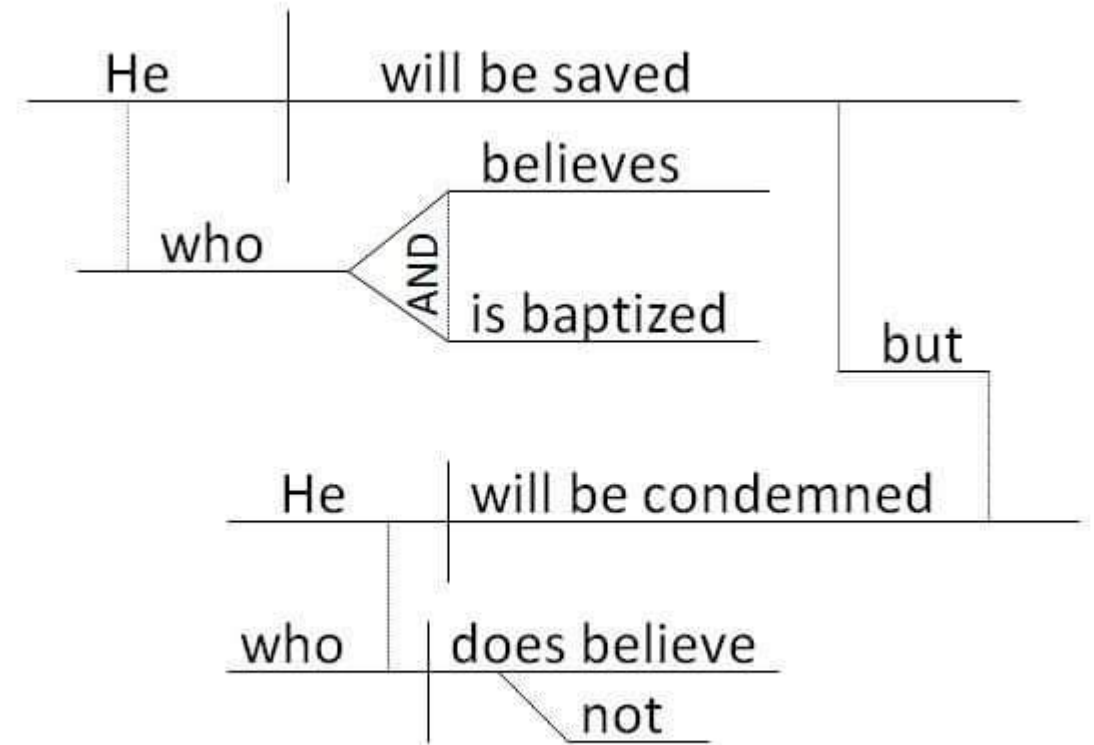 He will be saved
believes
who
AND
is baptized
but
He will be condemned
who does believe
not